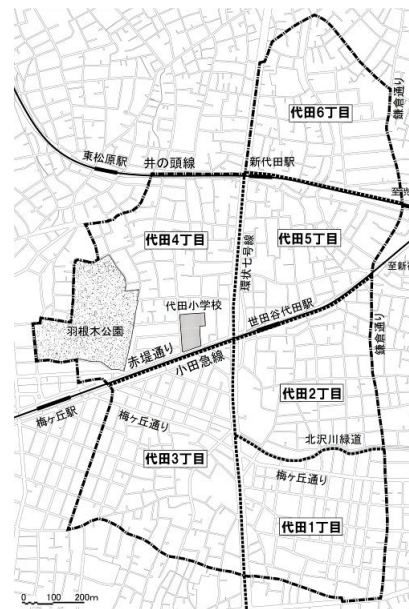 代田6丁目
鎌倉通り
東松原駅
井の頭線
新代田駅
至渋
代田4丁目
代田5丁目
環状七号線
至新
代田小学校
世田谷代田駅
羽根木公園
赤堤通り
小田急線
鎌倉通り
代田2丁目
梅ヶ丘駅
梅ヶ丘通り
北沢川緑道
代田3丁目
梅ヶ丘通り
代田1丁目
0 100 200m